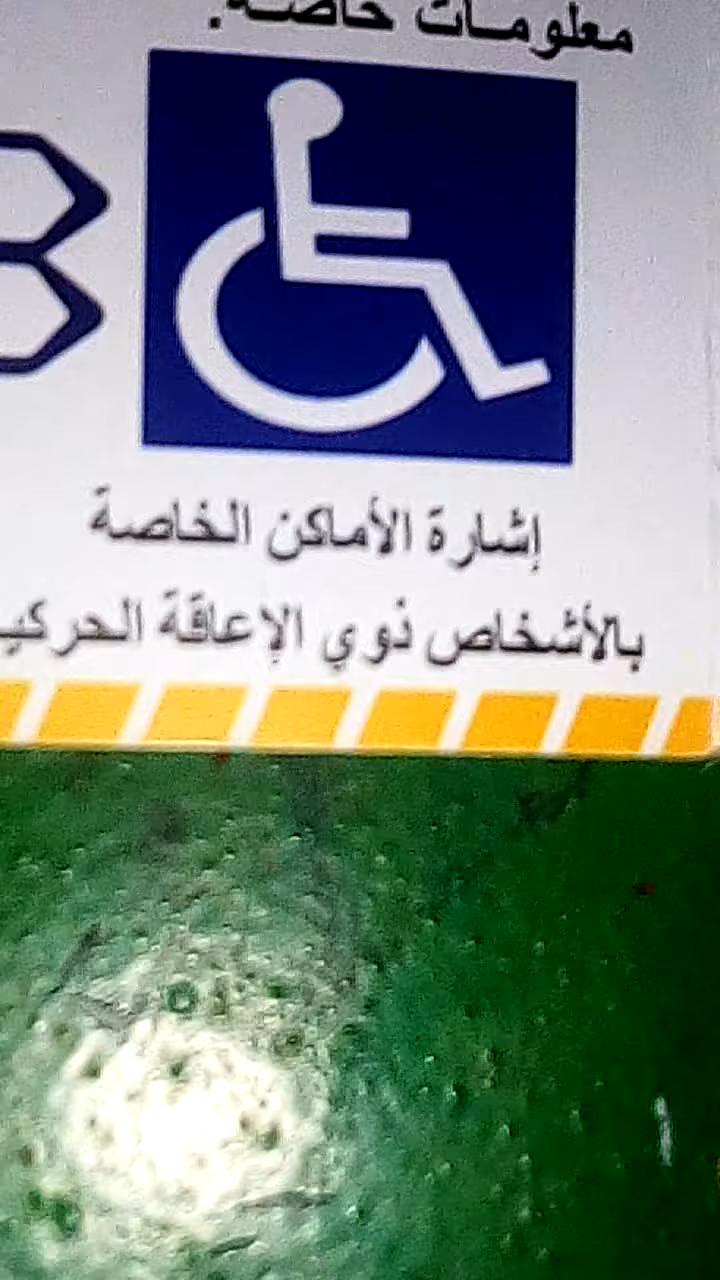 معلومات خاصة.
إشارة الأماكن الخاصة
بالأشخاص ذوي الإعاقة